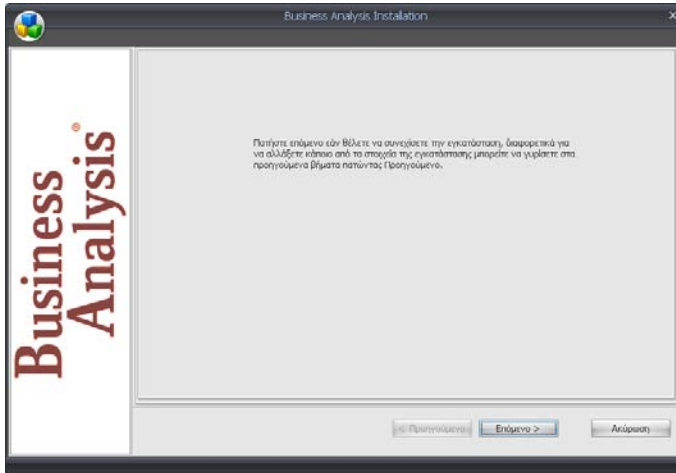 Business Analysis Installation
Business
Analysis®
Πατήστε επόμενο εάν θέλετε να συνεχίσετε την εγκατάσταση, διαφορετικά για
να αλλάξετε κάποιο από τα στοιχεία της εγκατάστασης μπορείτε να γυρίσετε στα
προηγούμενα βήματα πατώντας Προηγούμενο.
< Προηγούμενο
Επόμενο >
Ακύρωση